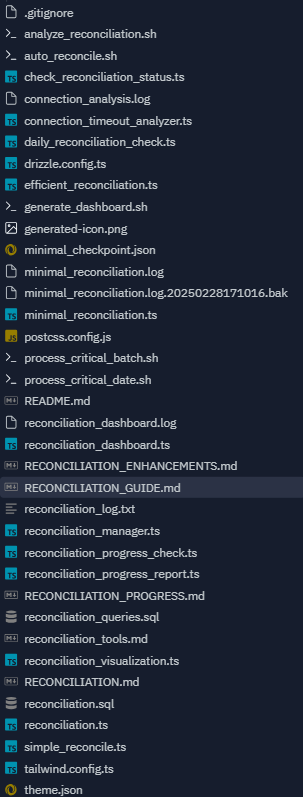 .gitignore
analyze_reconciliation.sh
auto_reconcile.sh
check_reconciliation_status.ts
connection_analysis.log
connection_timeout_analyzer.ts
daily_reconciliation_check.ts
drizzle.config.ts
efficient_reconciliation.ts
generate_dashboard.sh
generated-icon.png
minimal_checkpoint.json
minimal_reconciliation.log
minimal_reconciliation.log.20250228171016.bak
minimal_reconciliation.ts
postcss.config.js
process_critical_batch.sh
process_critical_date.sh
README.md
reconciliation_dashboard.log
reconciliation_dashboard.ts
RECONCILIATION_ENHANCEMENTS.md
RECONCILIATION_GUIDE.md
reconciliation_log.txt
reconciliation_manager.ts
reconciliation_progress_check.ts
reconciliation_progress_report.ts
RECONCILIATION_PROGRESS.md
reconciliation_queries.sql
reconciliation_tools.md
reconciliation_visualization.ts
RECONCILIATION.md
reconciliation.sql
reconciliation.ts
simple_reconcile.ts
tailwind.config.ts
theme.json